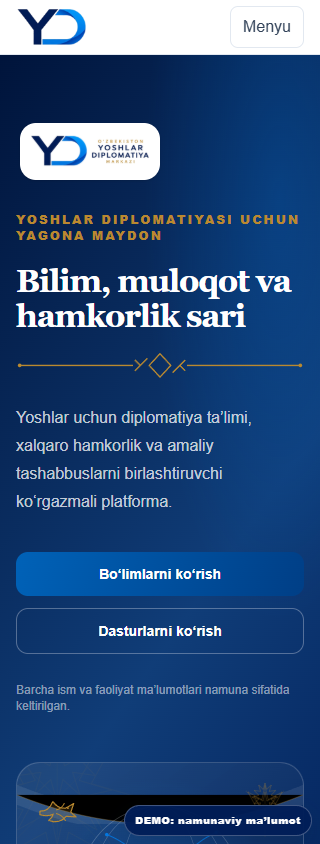 YD
Menyu
YD
O‘ZBEKISTON
YOSHLAR
DIPLOMATIYA
MARKAZI
YOSHLAR DIPLOMATIYASI UCHUN
YAGONA MAYDON
Bilim, muloqot va
hamkorlik sari
Yoshlar uchun diplomatiya ta’limi,
xalqaro hamkorlik va amaliy
tashabbuslarni birlashtiruvchi
ko‘rgazmali platforma.
Bo‘limlarni ko‘rish
Dasturlarni ko‘rish
Barcha ism va faoliyat ma’lumotlari namuna sifatida
keltirilgan.
DEMO: namunaviy ma’lumot